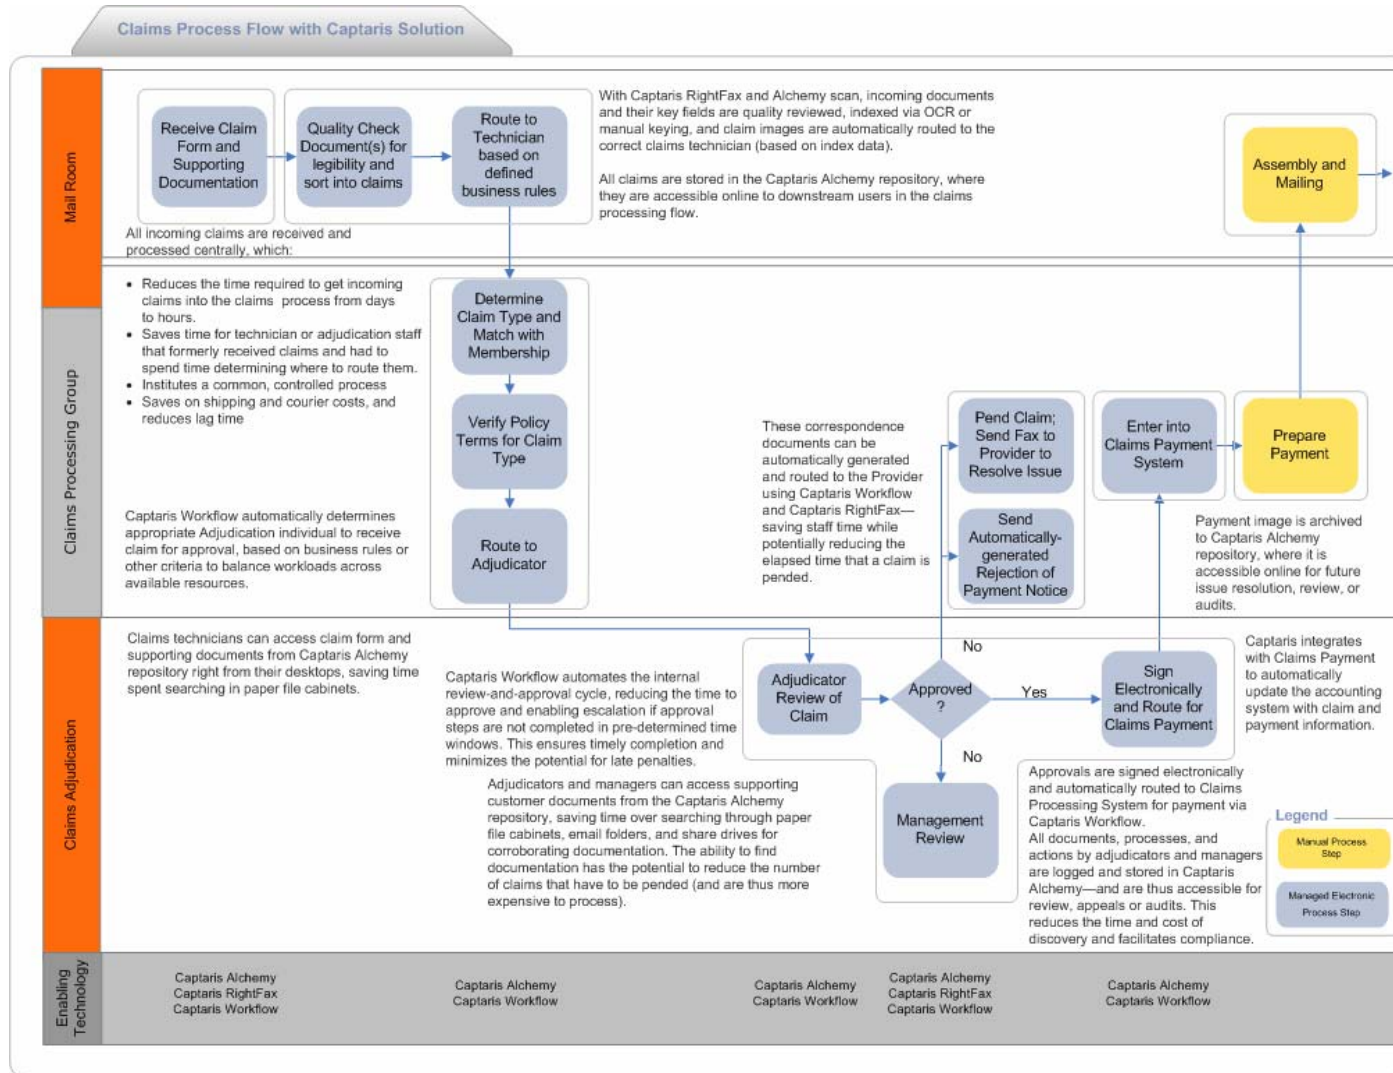 Claims Process Flow with Captaris Solution
Mail Room
Receive Claim
Form and
Supporting
Documentation
Quality Check
Document(s) for
legibility and
sort into claims
Route to
Technician
based on
defined
business rules
With Captaris RightFax and Alchemy scan, incoming documents
and their key fields are quality reviewed, indexed via OCR or
manual keying, and claim images are automatically routed to the
correct claims technician (based on index data).
All claims are stored in the Captaris Alchemy repository, where
they are accessible online to downstream users in the claims
processing flow.
Assembly and
Mailing
All incoming claims are received and
processed centrally, which:
• Reduces the time required to get incoming
claims into the claims process from days
to hours.
• Saves time for technician or adjudication staff
that formerly received claims and had to
spend time determining where to route them.
• Institutes a common, controlled process
• Saves on shipping and courier costs, and
reduces lag time
Claims Processing Group
Determine
Claim Type and
Match with
Membership
Verify Policy
Terms for Claim
Type
Route to
Adjudicator
Captaris Workflow automatically determines
appropriate Adjudication individual to receive
claim for approval, based on business rules or
other criteria to balance workloads across
available resources.
These correspondence
documents can be
automatically generated
and routed to the Provider
using Captaris Workflow
and Captaris RightFax—
saving staff time while
potentially reducing the
elapsed time that a claim is
pended.
Pend Claim;
Send Fax to
Provider to
Resolve Issue
Send
Automatically-
generated
Rejection of
Payment Notice
Enter into
Claims Payment
System
Prepare
Payment
Payment image is archived
to Captaris Alchemy
repository, where it is
accessible online for future
issue resolution, review, or
audits.
Claims Adjudication
Claims technicians can access claim form and
supporting documents from Captaris Alchemy
repository right from their desktops, saving time
spent searching in paper file cabinets.
Captaris Workflow automates the internal
review-and-approval cycle, reducing the time to
approve and enabling escalation if approval
steps are not completed in pre-determined time
windows. This ensures timely completion and
minimizes the potential for late penalties.
Adjudicators and managers can access supporting
customer documents from the Captaris Alchemy
repository, saving time over searching through paper
file cabinets, email folders, and share drives for
corroborating documentation. The ability to find
documentation has the potential to reduce the number
of claims that have to be pended (and are thus more
expensive to process).
Adjudicator
Review of
Claim
Approved
?
No
Yes
No
Management
Review
Sign
Electronically
and Route for
Claims Payment
Captaris integrates
with Claims Payment
to automatically
update the accounting
system with claim and
payment information.
Approvals are signed electronically
and automatically routed to Claims
Processing System for payment via
Captaris Workflow.
All documents, processes, and
actions by adjudicators and managers
are logged and stored in Captaris
Alchemy—and are thus accessible for
review, appeals or audits. This
reduces the time and cost of
discovery and facilitates compliance.
Legend
Manual Process
Step
Managed Electronic
Process Step
Enabling
Technology
Captaris Alchemy
Captaris RightFax
Captaris Workflow
Captaris Alchemy
Captaris Workflow
Captaris Alchemy
Captaris Workflow
Captaris Alchemy
Captaris RightFax
Captaris Workflow
Captaris Alchemy
Captaris Workflow